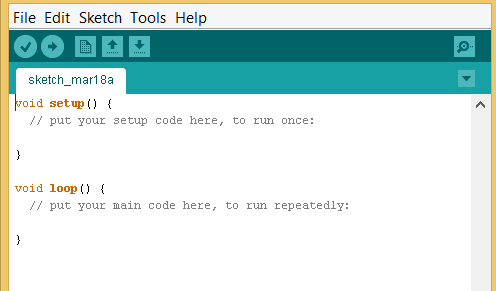 File Edit Sketch Tools Help
sketch_mar18a
void setup() {
  // put your setup code here, to run once:

}

void loop() {
  // put your main code here, to run repeatedly:

}